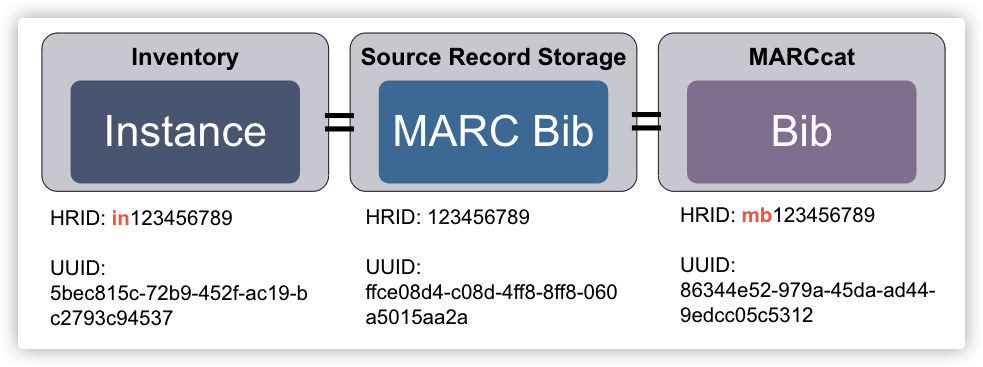 Inventory
Instance
HRID: in123456789
UUID:
5bec815c-72b9-452f-ac19-b
c2793c94537
=
Source Record Storage
MARC Bib
HRID: 123456789
UUID:
ffce08d4-c08d-4ff8-8ff8-060
a5015aa2a
=
MARCcat
Bib
HRID: mb123456789
UUID:
86344e52-979a-45da-ad44-
9edcc05c5312